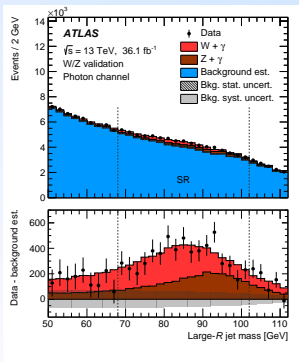 ×10³
14
12
10
8
6
4
2
0
Events / 2 GeV
ATLAS
√s = 13 TeV, 36.1 fb⁻¹
W/Z validation
Photon channel
Data
W + γ
Z + γ
Background est.
Bkg. stat. uncert.
Bkg. syst. uncert.
SR
Data - background est.
600
400
200
0
50 60 70 80 90 100 110
Large-R jet mass [GeV]